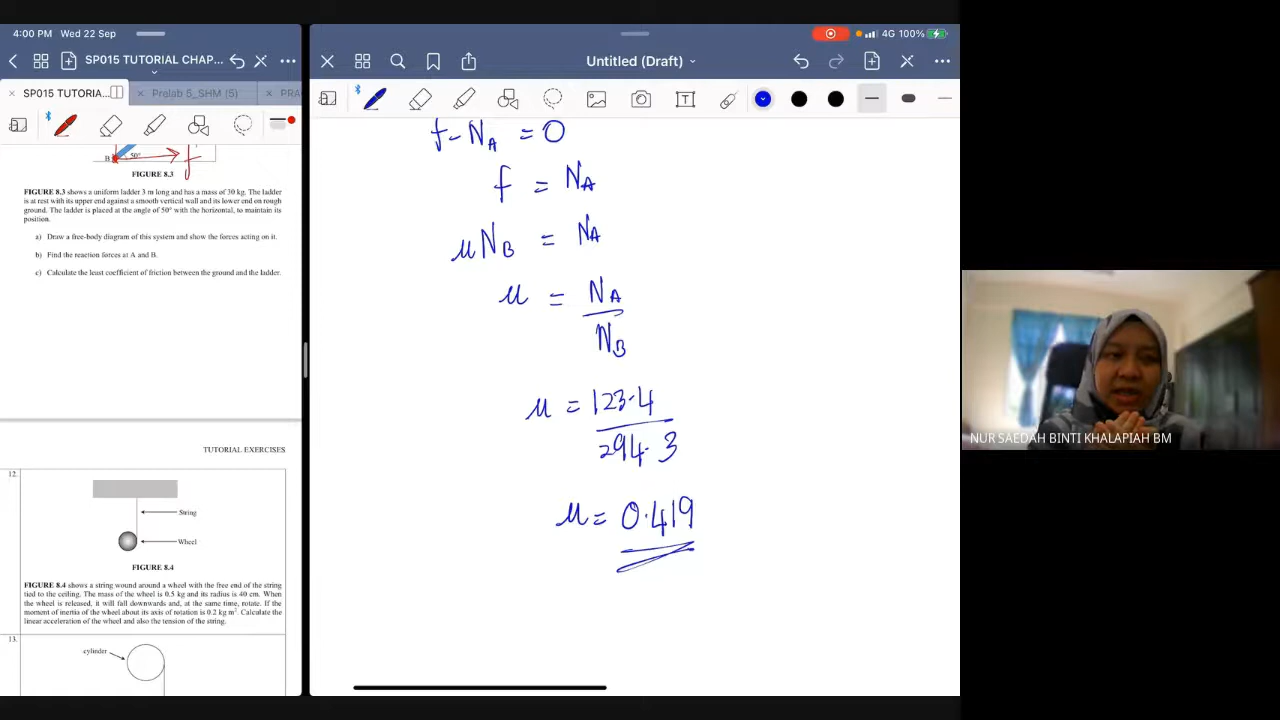 4:00 PM Wed 22 Sep
4G 100%
SP015 TUTORIAL CHAP...
Untitled (Draft)
SP015 TUTORIA...
Pralab 5_SHM (5)
PRA
B
50°
f
FIGURE 8.3
FIGURE 8.3 shows a uniform ladder 3 m long and has a mass of 30 kg. The ladder
is at rest with its upper end against a smooth vertical wall and its lower end on rough
ground. The ladder is placed at the angle of 50° with the horizontal, to maintain its
position.
a) Draw a free-body diagram of this system and show the forces acting on it.
b) Find the reaction forces at A and B.
c) Calculate the least coefficient of friction between the ground and the ladder.
TUTORIAL EXERCISES
12.
String
Wheel
FIGURE 8.4
FIGURE 8.4 shows a string wound around a wheel with the free end of the string
tied to the ceiling. The mass of the wheel is 0.5 kg and its radius is 40 cm. When
the wheel is released, it will fall downwards and, at the same time, rotate. If the
moment of inertia of the wheel about its axis of rotation is 0.2 kg m². Calculate the
linear acceleration of the wheel and also the tension of the string.
13.
cylinder
f - N_A = 0
f = N_A
μN_B = N_A
μ = N_A
N_B
μ = 123.4
294.3
μ = 0.419
NUR SAEDAH BINTI KHALAPIAH BM